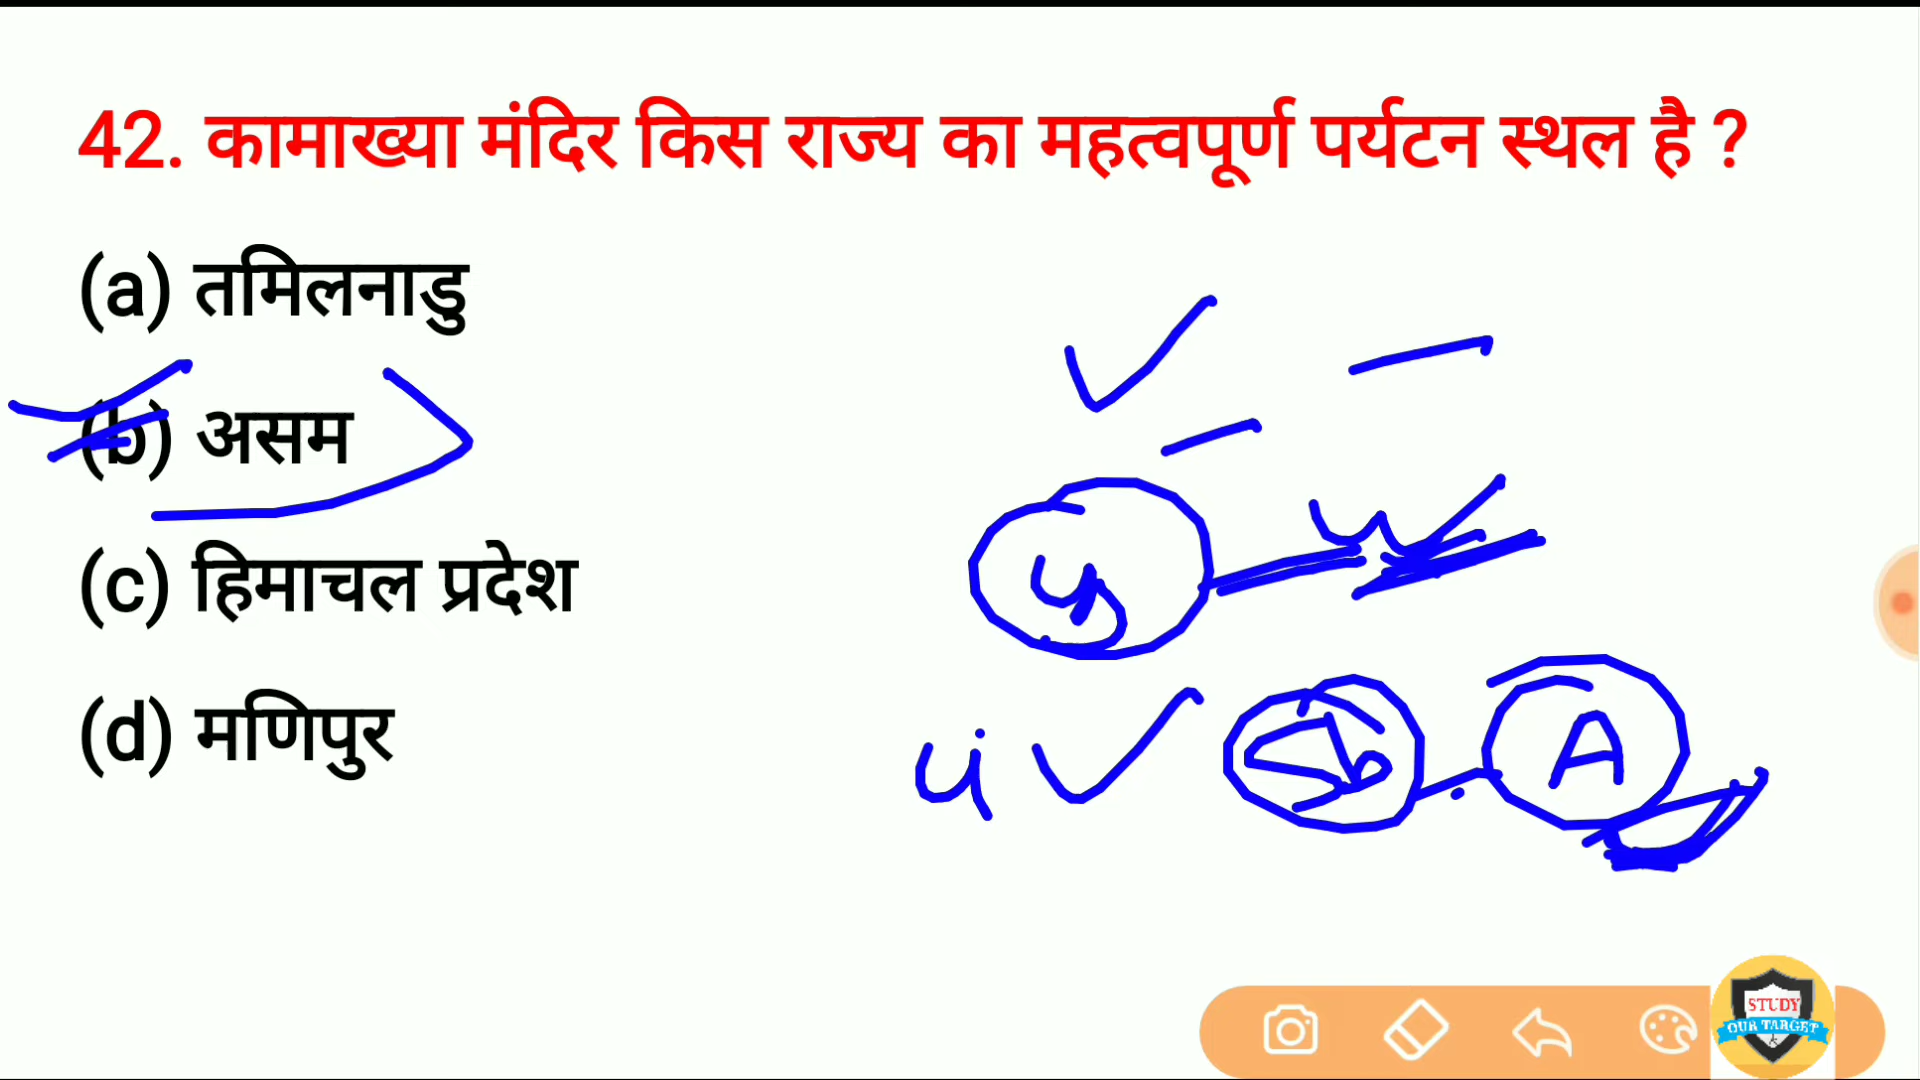 42. कामाख्या मंदिर किस राज्य का महत्वपूर्ण पर्यटन स्थल है ?
(a) तमिलनाडु
(b) असम
(c) हिमाचल प्रदेश
(d) मणिपुर
A
STUDY
OUR TARGET